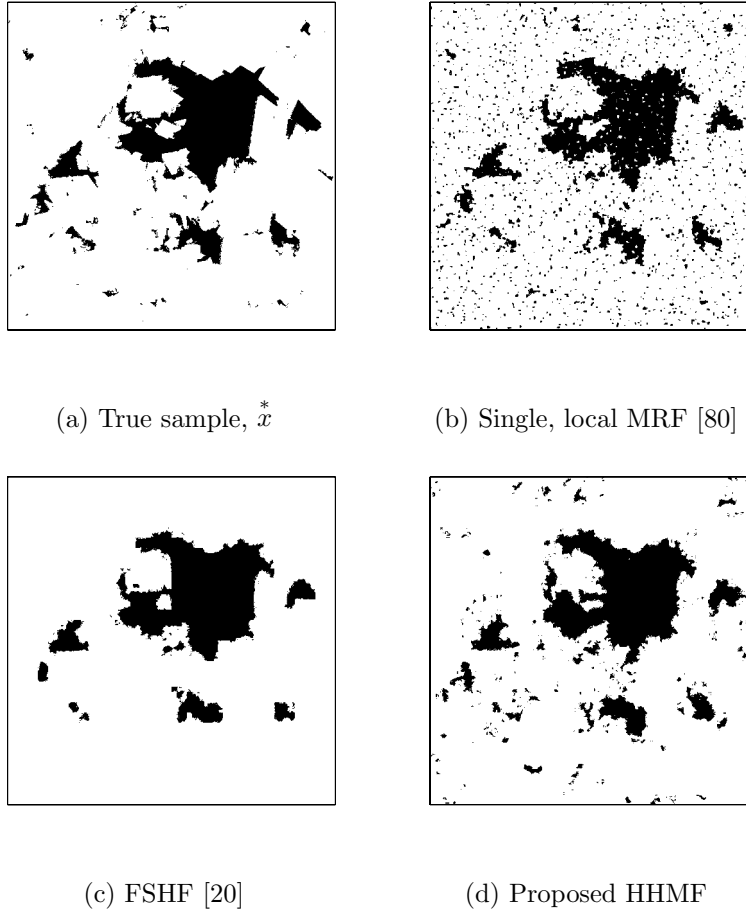 (a) True sample, x*
(b) Single, local MRF [80]
(c) FSHF [20]
(d) Proposed HHMF